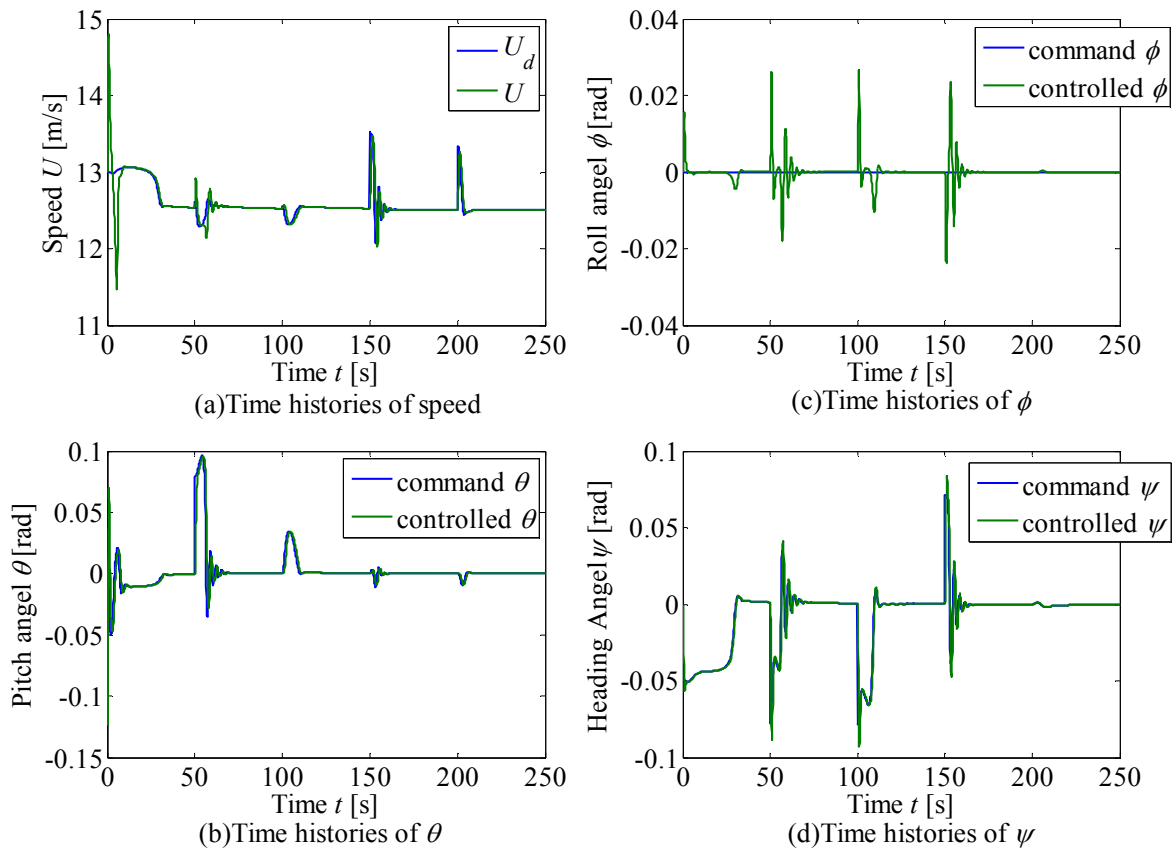 15
14
13
12
11
Speed U [m/s]
U_d
U
0 50 100 150 200 250
Time t [s]
(a)Time histories of speed
0.04
0.02
0
-0.02
-0.04
Roll angel ϕ [rad]
command ϕ
controlled ϕ
0 50 100 150 200 250
Time t [s]
(c)Time histories of ϕ
0.1
0.05
0
-0.05
-0.1
-0.15
Pitch angel θ [rad]
command θ
controlled θ
0 50 100 150 200 250
Time t [s]
(b)Time histories of θ
0.1
0.05
0
-0.05
-0.1
Heading Angel ψ [rad]
command ψ
controlled ψ
0 50 100 150 200 250
Time t [s]
(d)Time histories of ψ